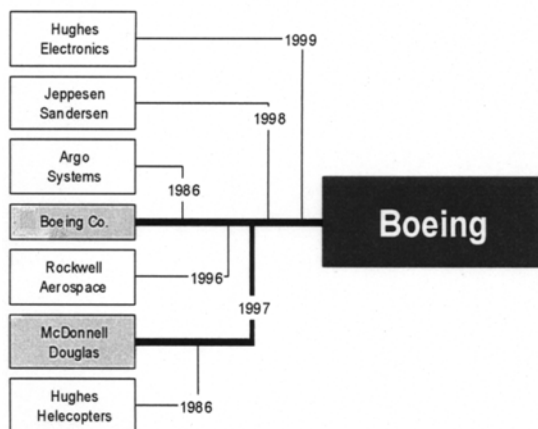 Hughes
Electronics
1999
Jeppesen
Sandersen
1998
Argo
Systems
1986
Boeing Co.
Boeing
Rockwell
Aerospace
1996
1997
McDonnell
Douglas
Hughes
Helecopters
1986